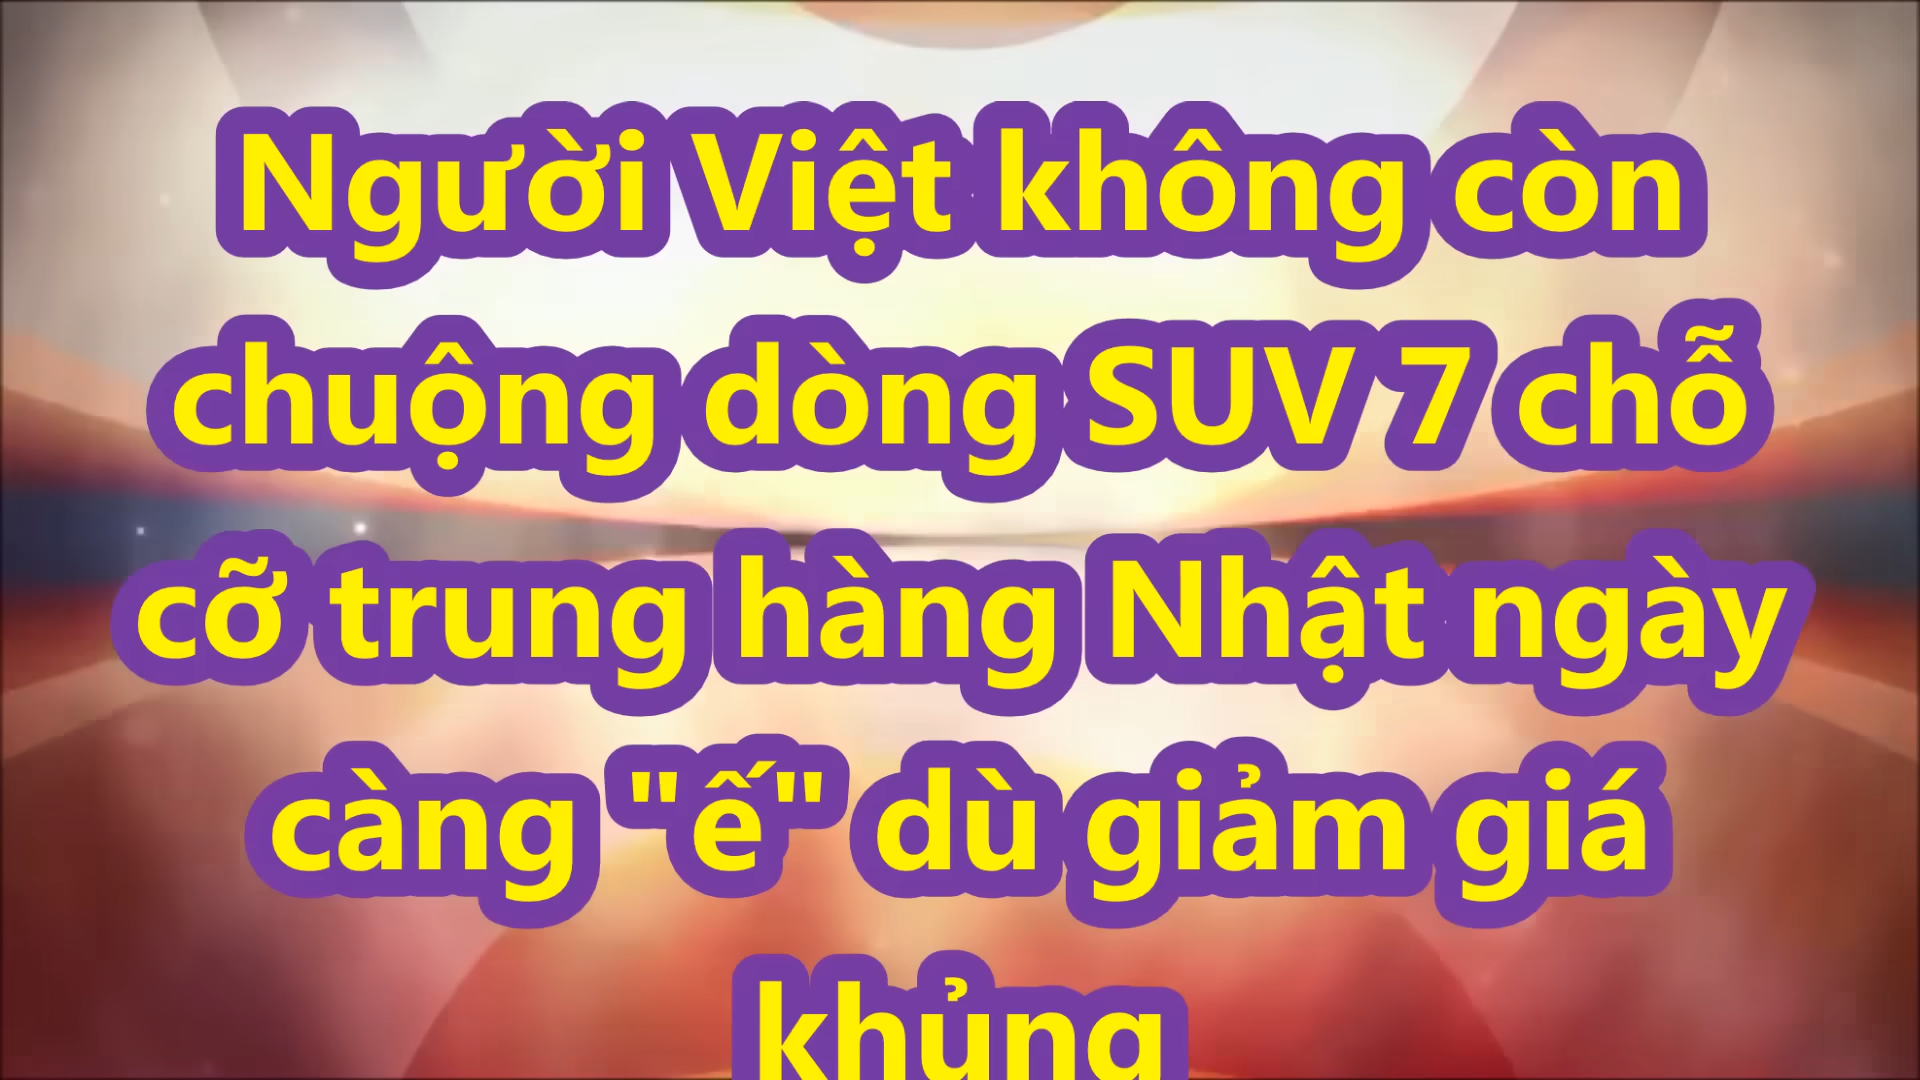 Người Việt không còn
chuộng dòng SUV 7 chỗ
cỡ trung hàng Nhật ngày
càng "ế" dù giảm giá
khủng